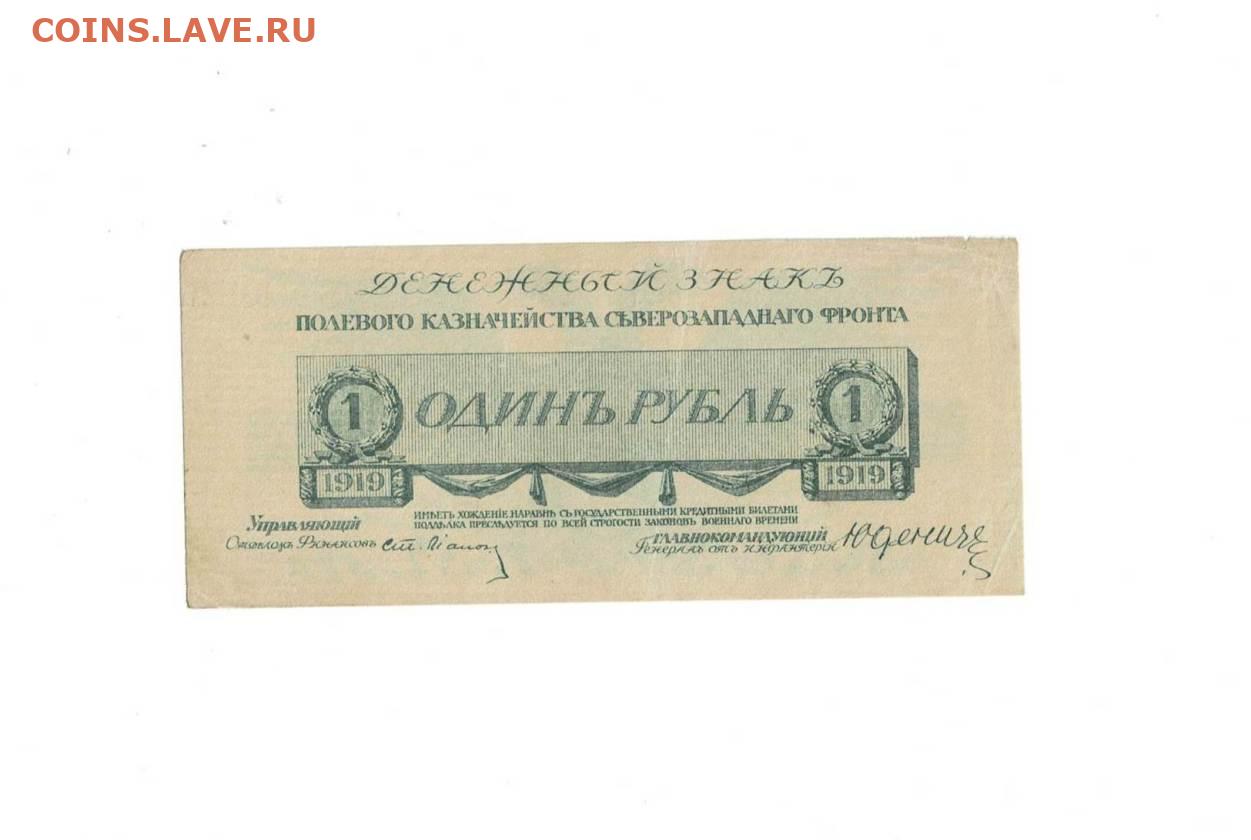 COINS.LAVE.RU
ДЕНЕЖНЫЙ ЗНАКЪ
ПОЛЕВОГО КАЗНАЧЕЙСТВА СѢВЕРОЗАПАДНАГО ФРОНТА
1 ОДИНЪ РУБЛЬ 1
1919 1919
ИМѢЕТЪ ХОЖДЕНІЕ НАРАВНѢ СЪ ГОСУДАРСТВЕННЫМИ КРЕДИТНЫМИ БИЛЕТАМИ
ПОДДѢЛКА ПРЕСЛѢДУЕТСЯ ПО ВСЕЙ СТРОГОСТИ ЗАКОНОВЪ ВОЕННАГО ВРЕМЕНИ
Управляющій
Отдѣломъ Финансовъ
ГЛАВНОКОМАНДУЮЩІЙ
Генералъ отъ инфантеріи Юденичъ